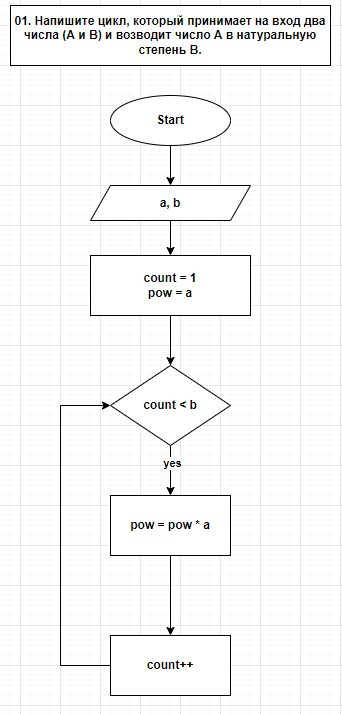 01. Напишите цикл, который принимает на вход два
числа (A и B) и возводит число A в натуральную
степень B.
Start
a, b
count = 1
pow = a
count < b
yes
pow = pow * a
count++